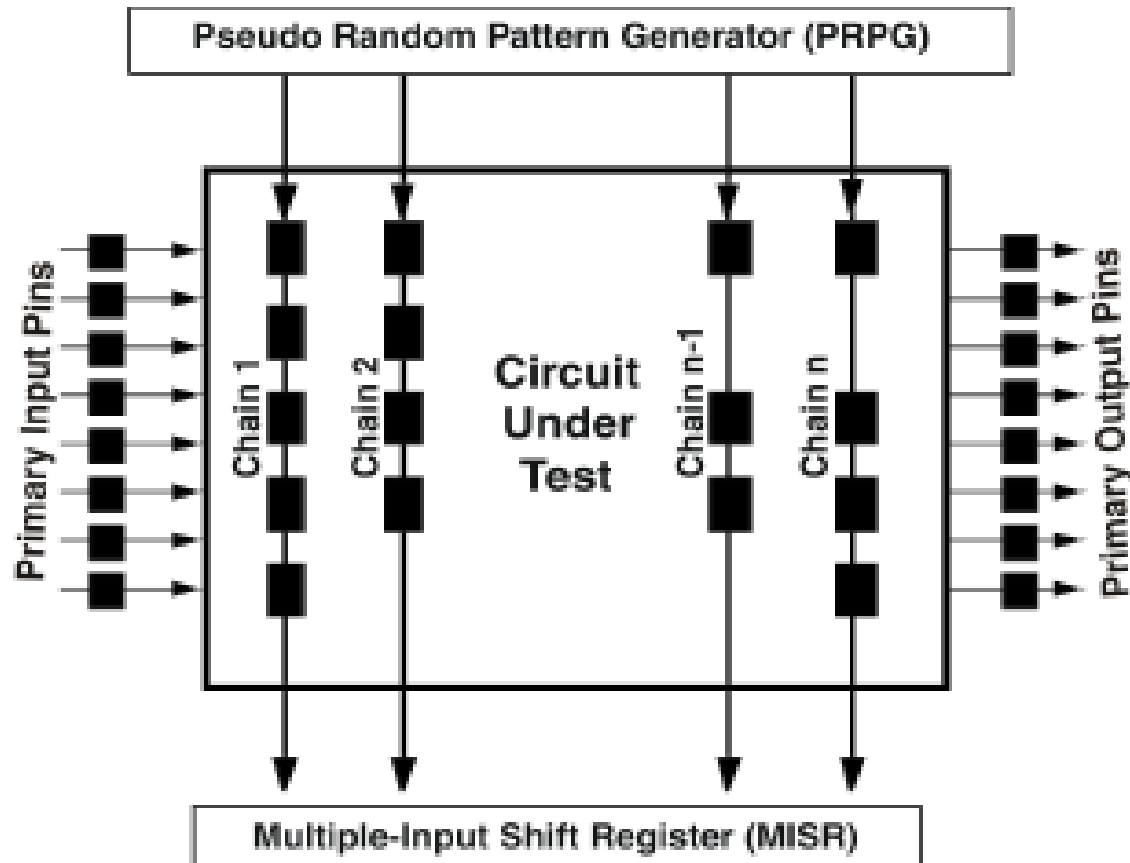 Pseudo Random Pattern Generator (PRPG)
Primary Input Pins
Chain 1
Chain 2
Circuit
Under
Test
Chain n-1
Chain n
Primary Output Pins
Multiple-Input Shift Register (MISR)